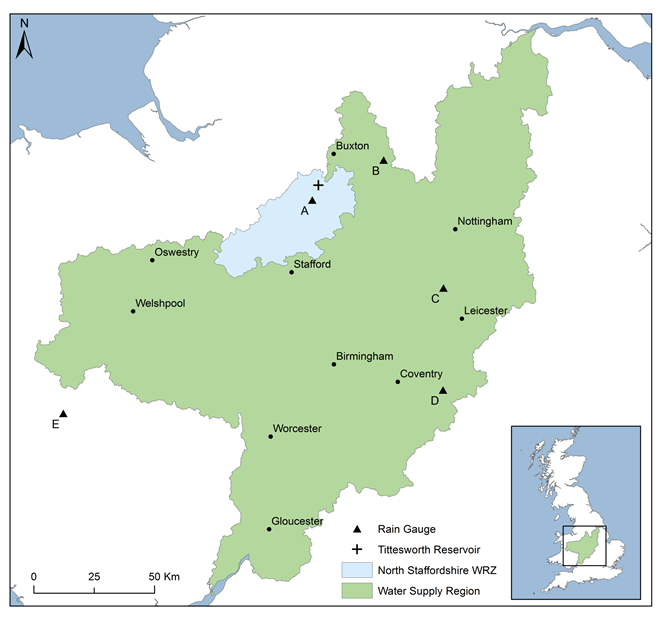 N
Buxton
B
A
Nottingham
Oswestry
Stafford
Welshpool
C
Leicester
Birmingham
Coventry
D
E
Worcester
Gloucester
Rain Gauge
Tittesworth Reservoir
North Staffordshire WRZ
Water Supply Region
0 25 50 Km